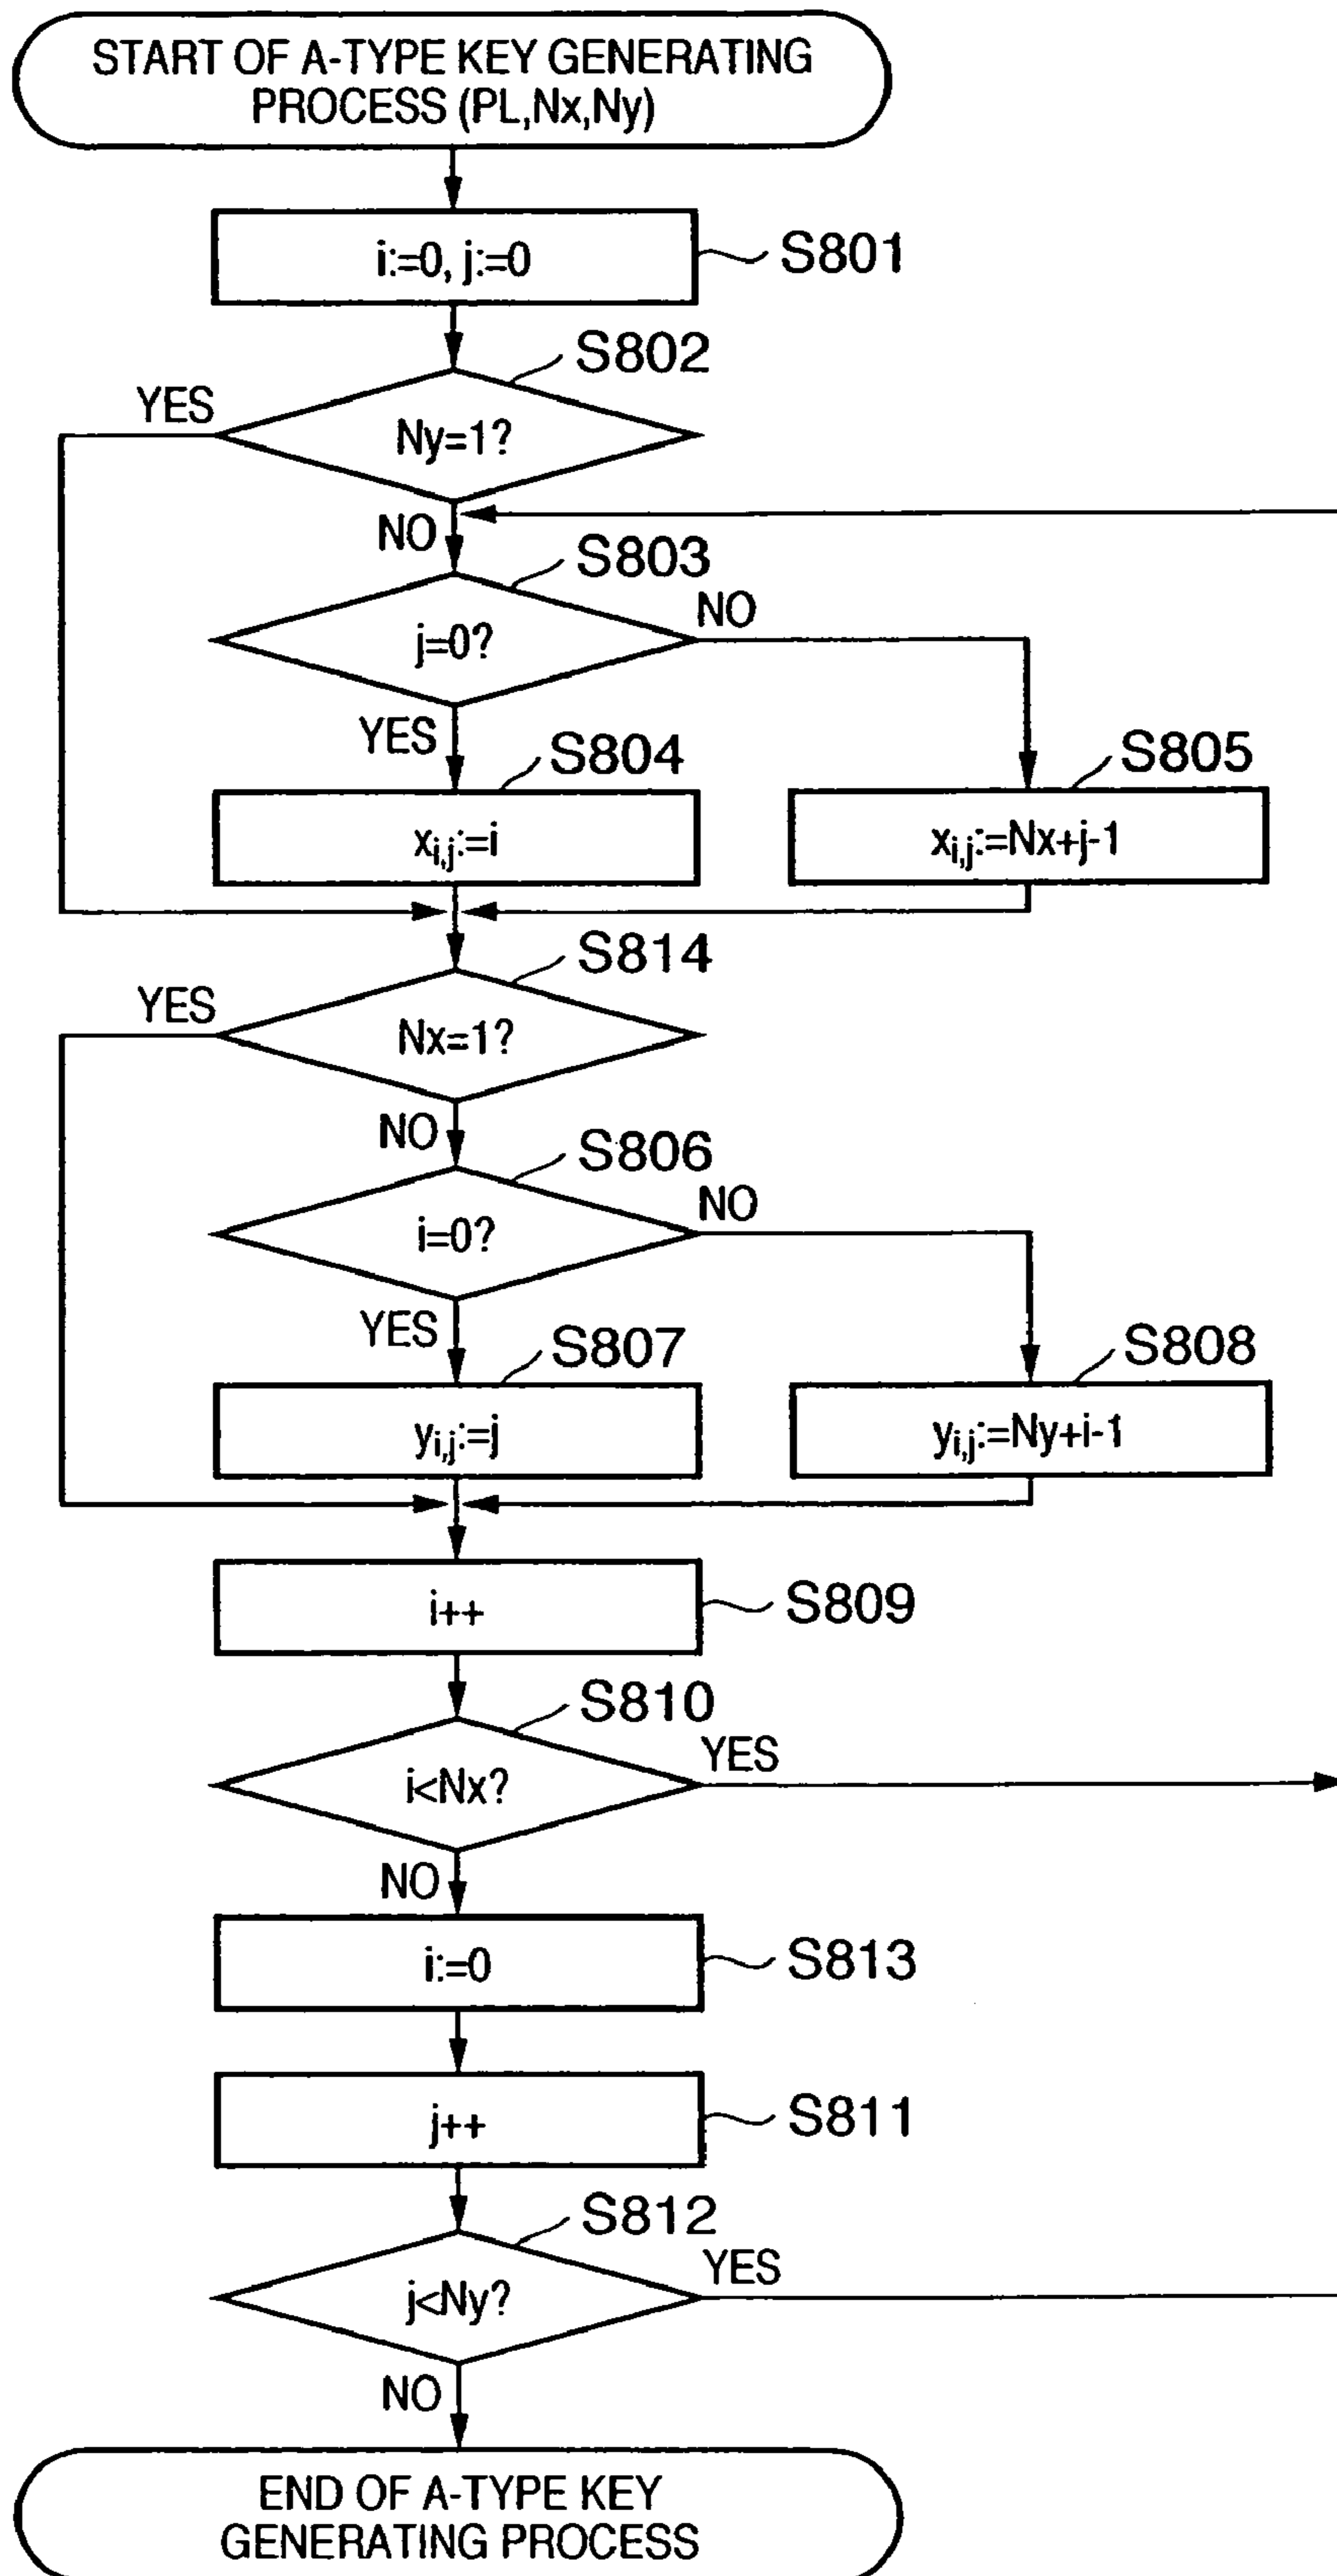 START OF A-TYPE KEY GENERATING
PROCESS (PL,Nx,Ny)
i:=0, j:=0
S801
S802
YES
Ny=1?
NO
S803
j=0?
NO
YES
S804
S805
xi,j:=i
xi,j:=Nx+j-1
S814
YES
Nx=1?
NO
S806
i=0?
NO
YES
S807
S808
yi,j:=j
yi,j:=Ny+i-1
i++
S809
S810
i<Nx?
YES
NO
i:=0
S813
j++
S811
S812
j<Ny?
YES
NO
END OF A-TYPE KEY
GENERATING PROCESS